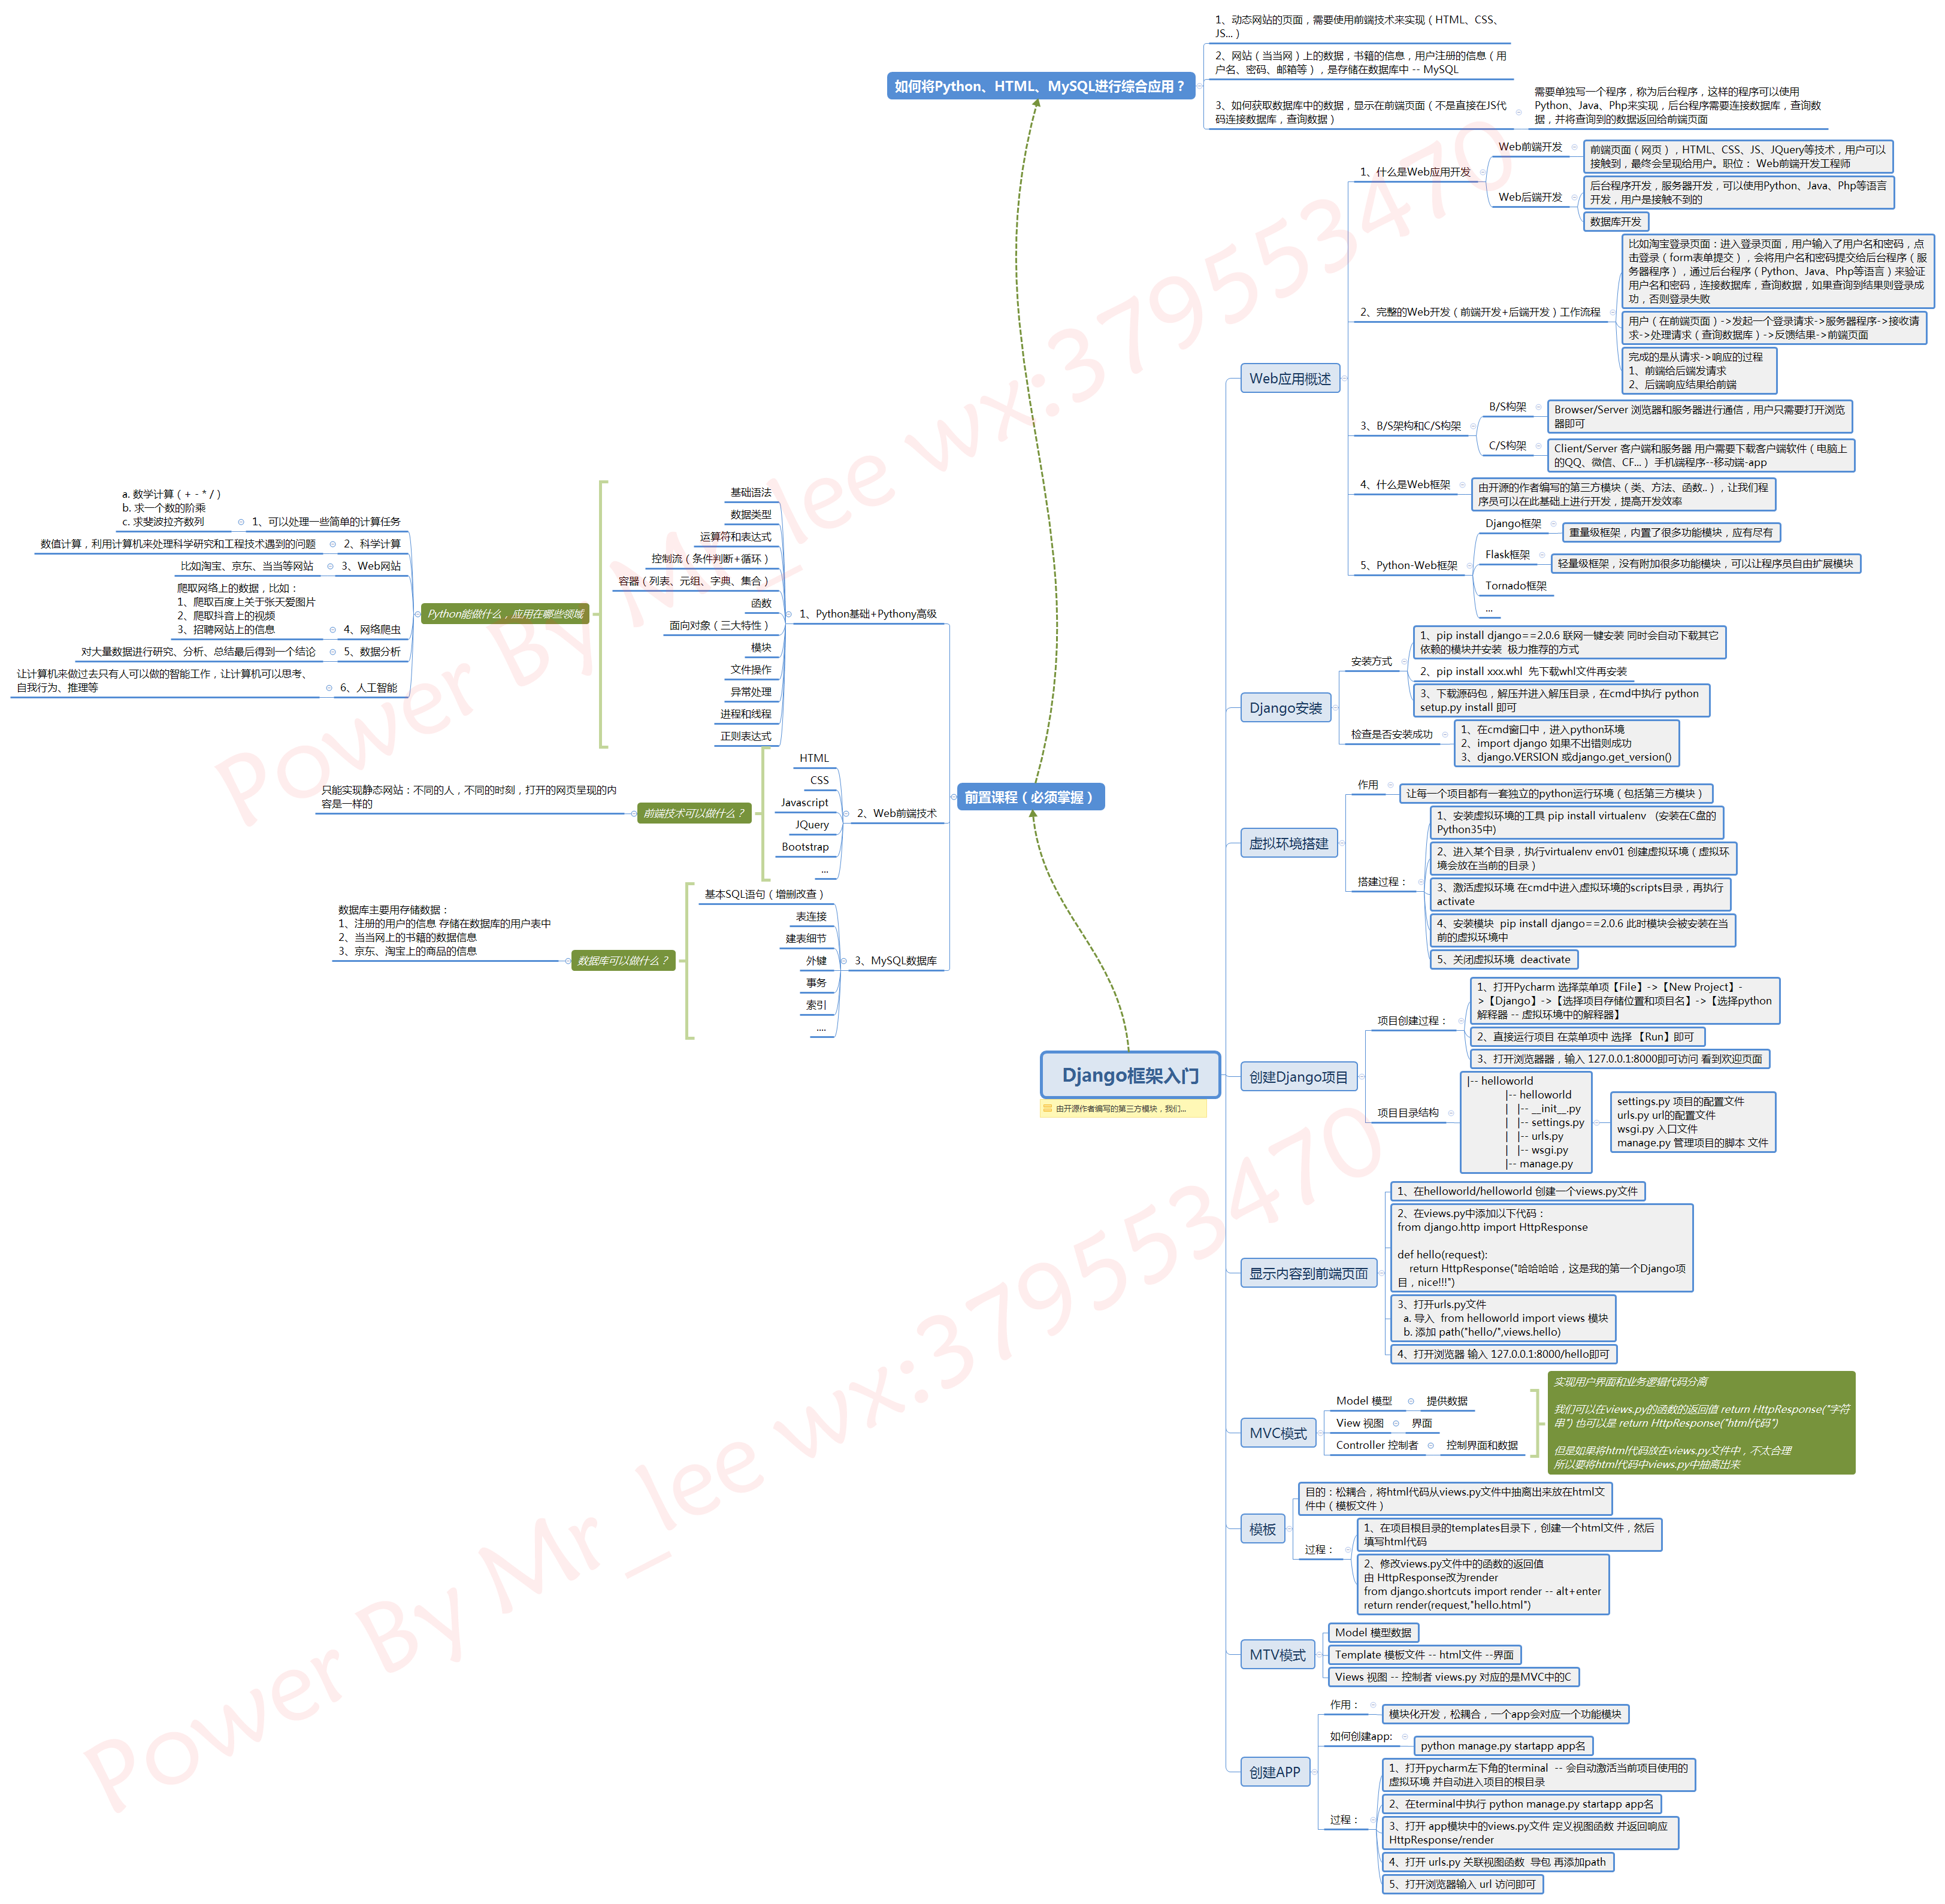 如何将Python、HTML、MySQL进行综合应用？
1、动态网站的页面，需要使用前端技术来实现（HTML、CSS、
JS...）
2、网站（当当网）上的数据，书籍的信息，用户注册的信息（用
户名、密码、邮箱等），是存储在数据库中 -- MySQL
3、如何获取数据库中的数据，显示在前端页面（不是直接在JS代
码连接数据库，查询数据）
需要单独写一个程序，称为后台程序，这样的程序可以使用
Python、Java、Php来实现，后台程序需要连接数据库，查询数
据，并将查询到的数据返回给前端页面
前置课程（必须掌握）
1、Python基础+Pythony高级
基础语法
数据类型
运算符和表达式
控制流（条件判断+循环）
容器（列表、元组、字典、集合）
函数
面向对象（三大特性）
模块
文件操作
异常处理
进程和线程
正则表达式
Python能做什么，应用在哪些领域
a. 数学计算（+ - * /）
b. 求一个数的阶乘
c. 求斐波拉齐数列
1、可以处理一些简单的计算任务
数值计算，利用计算机来处理科学研究和工程技术遇到的问题
2、科学计算
比如淘宝、京东、当当等网站
3、Web网站
爬取网络上的数据，比如：
1、爬取百度上关于张天爱图片
2、爬取抖音上的视频
3、招聘网站上的信息
4、网络爬虫
对大量数据进行研究、分析、总结最后得到一个结论
5、数据分析
让计算机来做过去只有人可以做的智能工作，让计算机可以思考、
自我行为、推理等
6、人工智能
2、Web前端技术
HTML
CSS
Javascript
JQuery
Bootstrap
...
前端技术可以做什么？
只能实现静态网站：不同的人，不同的时刻，打开的网页呈现的内
容是一样的
3、MySQL数据库
基本SQL语句（增删改查）
表连接
建表细节
外键
事务
索引
....
数据库可以做什么？
数据库主要用存储数据：
1、注册的用户的信息 存储在数据库的用户表中
2、当当网上的书籍的数据信息
3、京东、淘宝上的商品的信息
Django框架入门
由开源作者编写的第三方模块，我们...
Web应用概述
1、什么是Web应用开发
Web前端开发
前端页面（网页），HTML、CSS、JS、JQuery等技术，用户可以
接触到，最终会呈现给用户。职位： Web前端开发工程师
Web后端开发
后台程序开发，服务器开发，可以使用Python、Java、Php等语言
开发，用户是接触不到的
数据库开发
2、完整的Web开发（前端开发+后端开发）工作流程
比如淘宝登录页面：进入登录页面，用户输入了用户名和密码，点
击登录（form表单提交），会将用户名和密码提交给后台程序（服
务器程序），通过后台程序（Python、Java、Php等语言）来验证
用户名和密码，连接数据库，查询数据，如果查询到结果则登录成
功，否则登录失败
用户（在前端页面）->发起一个登录请求->服务器程序->接收请
求->处理请求（查询数据库）->反馈结果->前端页面
完成的是从请求->响应的过程
1、前端给后端发请求
2、后端响应结果给前端
3、B/S架构和C/S构架
B/S构架
Browser/Server 浏览器和服务器进行通信，用户只需要打开浏览
器即可
C/S构架
Client/Server 客户端和服务器 用户需要下载客户端软件（电脑上
的QQ、微信、CF...） 手机端程序--移动端-app
4、什么是Web框架
由开源的作者编写的第三方模块（类、方法、函数..），让我们程
序员可以在此基础上进行开发，提高开发效率
5、Python-Web框架
Django框架
重量级框架，内置了很多功能模块，应有尽有
Flask框架
轻量级框架，没有附加很多功能模块，可以让程序员自由扩展模块
Tornado框架
...
Django安装
安装方式
1、pip install django==2.0.6 联网一键安装 同时会自动下载其它
依赖的模块并安装 极力推荐的方式
2、pip install xxx.whl 先下载whl文件再安装
3、下载源码包，解压并进入解压目录，在cmd中执行 python
setup.py install 即可
检查是否安装成功
1、在cmd窗口中，进入python环境
2、import django 如果不出错则成功
3、django.VERSION 或django.get_version()
虚拟环境搭建
作用
让每一个项目都有一套独立的python运行环境（包括第三方模块）
搭建过程：
1、安装虚拟环境的工具 pip install virtualenv （安装在C盘的
Python35中）
2、进入某个目录，执行virtualenv env01 创建虚拟环境（虚拟环
境会放在当前的目录）
3、激活虚拟环境 在cmd中进入虚拟环境的scripts目录，再执行
activate
4、安装模块 pip install django==2.0.6 此时模块会被安装在当
前的虚拟环境中
5、关闭虚拟环境 deactivate
创建Django项目
项目创建过程：
1、打开Pycharm 选择菜单项【File】->【New Project】-
>【Django】->【选择项目存储位置和项目名】->【选择python
解释器 -- 虚拟环境中的解释器】
2、直接运行项目 在菜单项中 选择 【Run】即可
3、打开浏览器器，输入 127.0.0.1:8000即可访问 看到欢迎页面
项目目录结构
|-- helloworld
|-- helloworld
| |-- __init__.py
| |-- settings.py
| |-- urls.py
| |-- wsgi.py
|-- manage.py
settings.py 项目的配置文件
urls.py url的配置文件
wsgi.py 入口文件
manage.py 管理项目的脚本 文件
显示内容到前端页面
1、在helloworld/helloworld 创建一个views.py文件
2、在views.py中添加以下代码：
from django.http import HttpResponse
def hello(request):
return HttpResponse("哈哈哈哈，这是我的第一个Django项
目，nice!!!")
3、打开urls.py文件
a. 导入 from helloworld import views 模块
b. 添加 path("hello/",views.hello)
4、打开浏览器 输入 127.0.0.1:8000/hello即可
MVC模式
Model 模型
提供数据
View 视图
界面
Controller 控制者
控制界面和数据
实现用户界面和业务逻辑代码分离
我们可以在views.py的函数的返回值 return HttpResponse("字符
串") 也可以是 return HttpResponse("html代码")
但是如果将html代码放在views.py文件中，不太合理
所以要将html代码中views.py中抽离出来
模板
目的：松耦合，将html代码从views.py文件中抽离出来放在html文
件中（模板文件）
过程：
1、在项目根目录的templates目录下，创建一个html文件，然后
填写html代码
2、修改views.py文件中的函数的返回值
由 HttpResponse改为render
from django.shortcuts import render -- alt+enter
return render(request,"hello.html")
MTV模式
Model 模型数据
Template 模板文件 -- html文件 --界面
Views 视图 -- 控制者 views.py 对应的是MVC中的C
创建APP
作用：
模块化开发，松耦合，一个app会对应一个功能模块
如何创建app:
python manage.py startapp app名
过程：
1、打开pycharm左下角的terminal -- 会自动激活当前项目使用的
虚拟环境 并自动进入项目的根目录
2、在terminal中执行 python manage.py startapp app名
3、打开 app模块中的views.py文件 定义视图函数 并返回响应
HttpResponse/render
4、打开 urls.py 关联视图函数 导包 再添加path
5、打开浏览器输入 url 访问即可
Power By Mr_lee wx:379553470
Power By Mr_lee wx:379553470